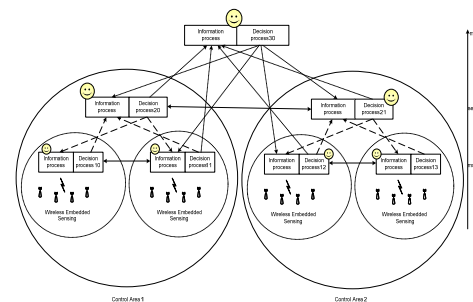 Information Decision
process process30
Information Decision
process process20
Information Decision
process process21
Information Decision
process process10
Information Decision
process process11
Information Decision
process process12
Information Decision
process process13
Wireless Embedded
Sensing
Wireless Embedded
Sensing
Wireless Embedded
Sensing
Wireless Embedded
Sensing
Control Area 1
Control Area 2